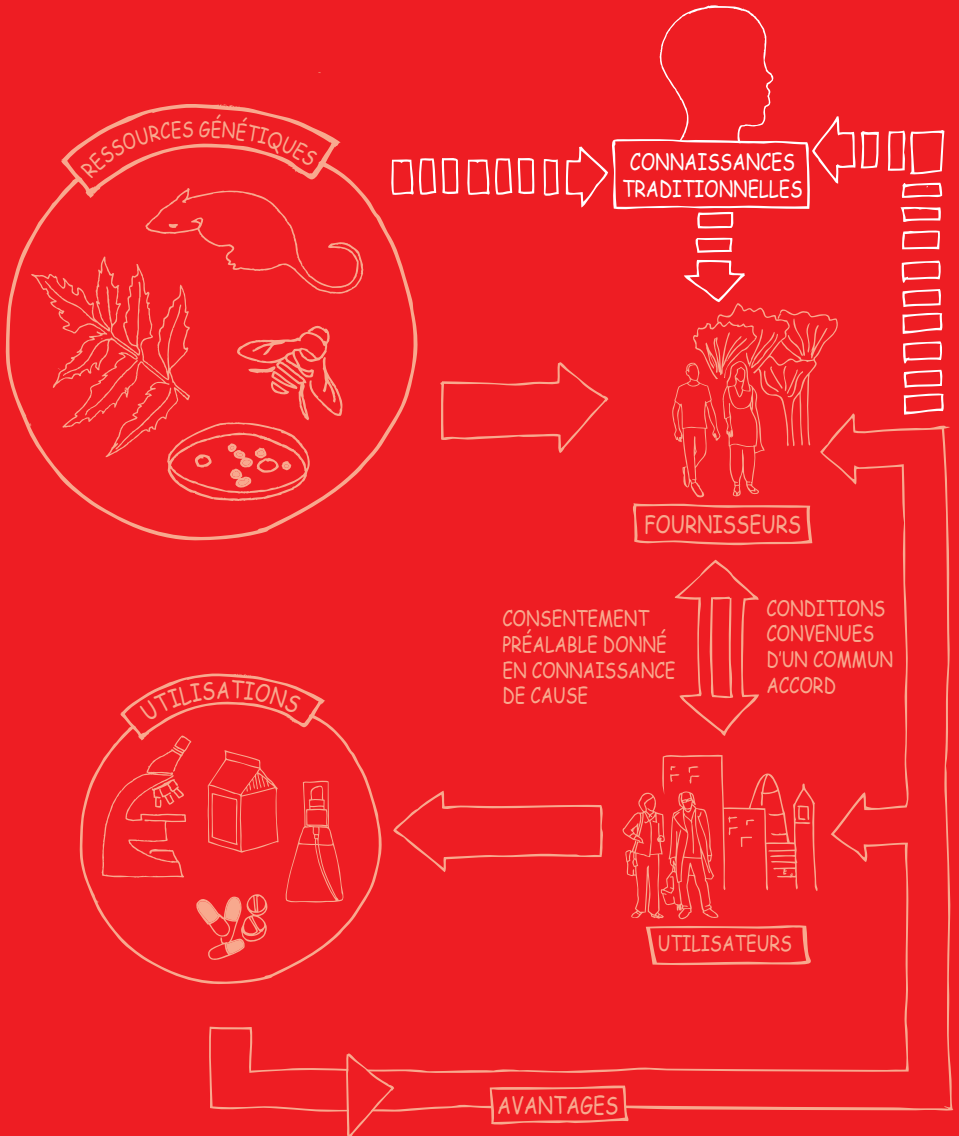 RESSOURCES GÉNÉTIQUES
CONNAISSANCES
TRADITIONNELLES
FOURNISSEURS
CONSENTEMENT
PRÉALABLE DONNÉ
EN CONNAISSANCE
DE CAUSE
CONDITIONS
CONVENUES
D'UN COMMUN
ACCORD
UTILISATIONS
UTILISATEURS
AVANTAGES